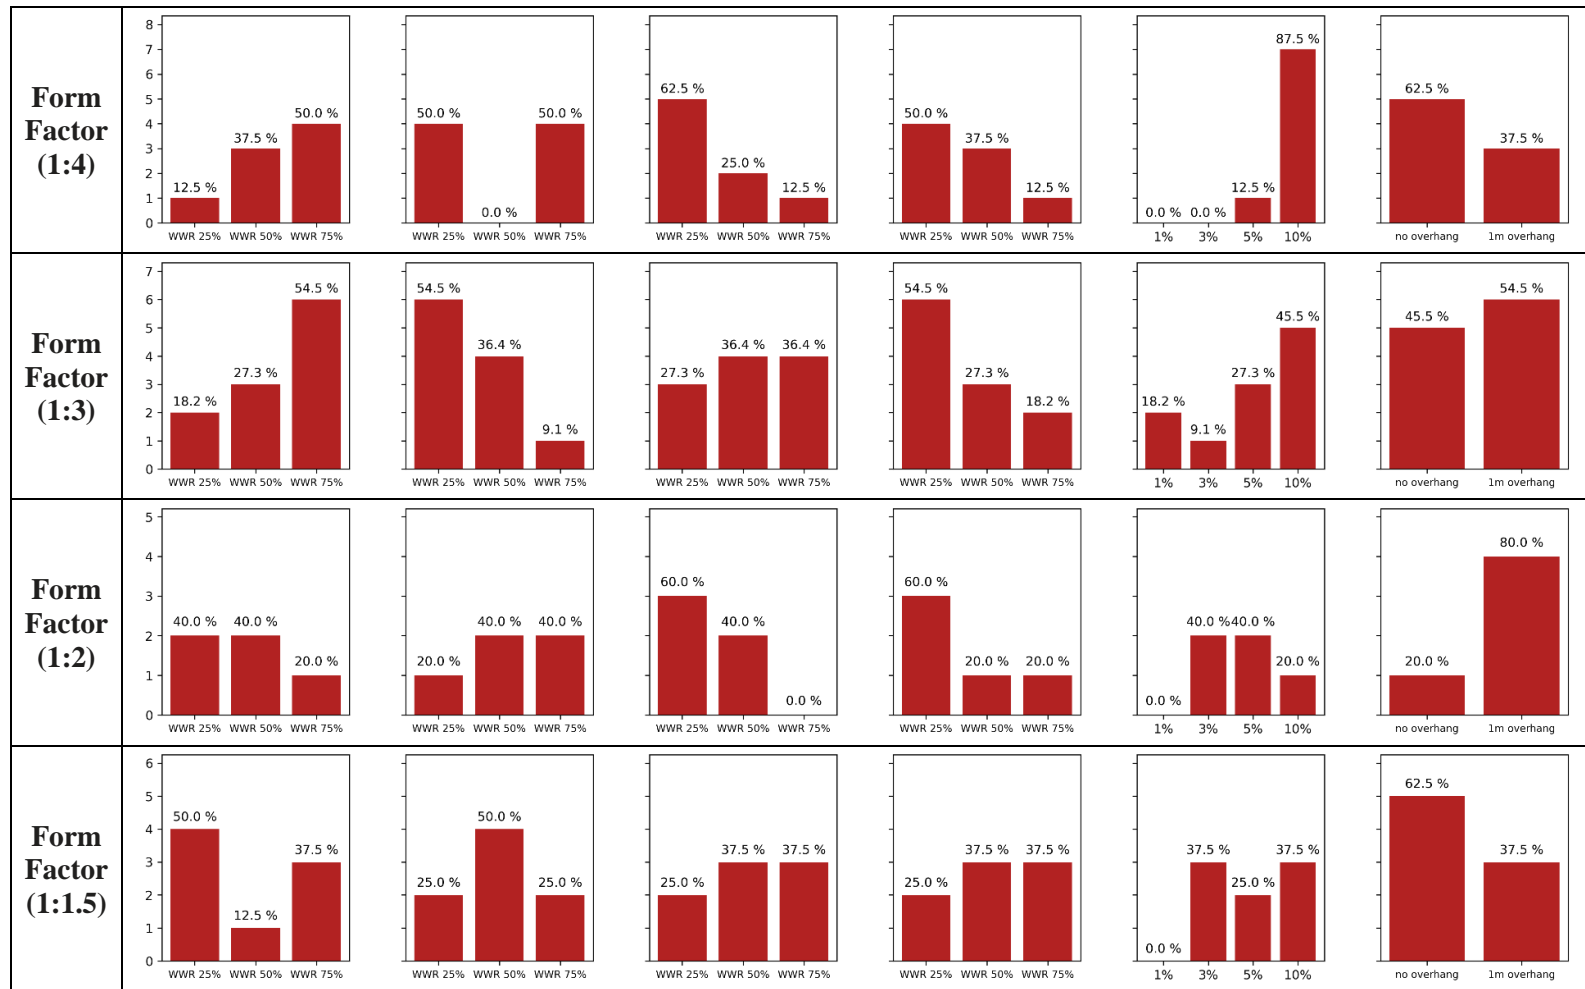 Form
Factor
(1:4)
8
7
6
5
4
3
2
1
0
12.5 %
37.5 %
50.0 %
WWR 25% WWR 50% WWR 75%
50.0 %
0.0 %
50.0 %
WWR 25% WWR 50% WWR 75%
62.5 %
25.0 %
12.5 %
WWR 25% WWR 50% WWR 75%
50.0 %
37.5 %
12.5 %
WWR 25% WWR 50% WWR 75%
0.0 % 0.0 %
12.5 %
87.5 %
1% 3% 5% 10%
62.5 %
37.5 %
no overhang 1m overhang
Form
Factor
(1:3)
7
6
5
4
3
2
1
0
18.2 %
27.3 %
54.5 %
WWR 25% WWR 50% WWR 75%
54.5 %
36.4 %
9.1 %
WWR 25% WWR 50% WWR 75%
27.3 %
36.4 % 36.4 %
WWR 25% WWR 50% WWR 75%
54.5 %
27.3 %
18.2 %
WWR 25% WWR 50% WWR 75%
18.2 %
9.1 %
27.3 %
45.5 %
1% 3% 5% 10%
45.5 %
54.5 %
no overhang 1m overhang
Form
Factor
(1:2)
5
4
3
2
1
0
40.0 % 40.0 %
20.0 %
WWR 25% WWR 50% WWR 75%
20.0 %
40.0 % 40.0 %
WWR 25% WWR 50% WWR 75%
60.0 %
40.0 %
0.0 %
WWR 25% WWR 50% WWR 75%
60.0 %
20.0 % 20.0 %
WWR 25% WWR 50% WWR 75%
0.0 %
40.0 % 40.0 %
20.0 %
1% 3% 5% 10%
20.0 %
80.0 %
no overhang 1m overhang
Form
Factor
(1:1.5)
6
5
4
3
2
1
0
50.0 %
12.5 %
37.5 %
WWR 25% WWR 50% WWR 75%
25.0 %
50.0 %
25.0 %
WWR 25% WWR 50% WWR 75%
25.0 %
37.5 % 37.5 %
WWR 25% WWR 50% WWR 75%
25.0 %
37.5 % 37.5 %
WWR 25% WWR 50% WWR 75%
0.0 %
37.5 %
25.0 %
37.5 %
1% 3% 5% 10%
62.5 %
37.5 %
no overhang 1m overhang